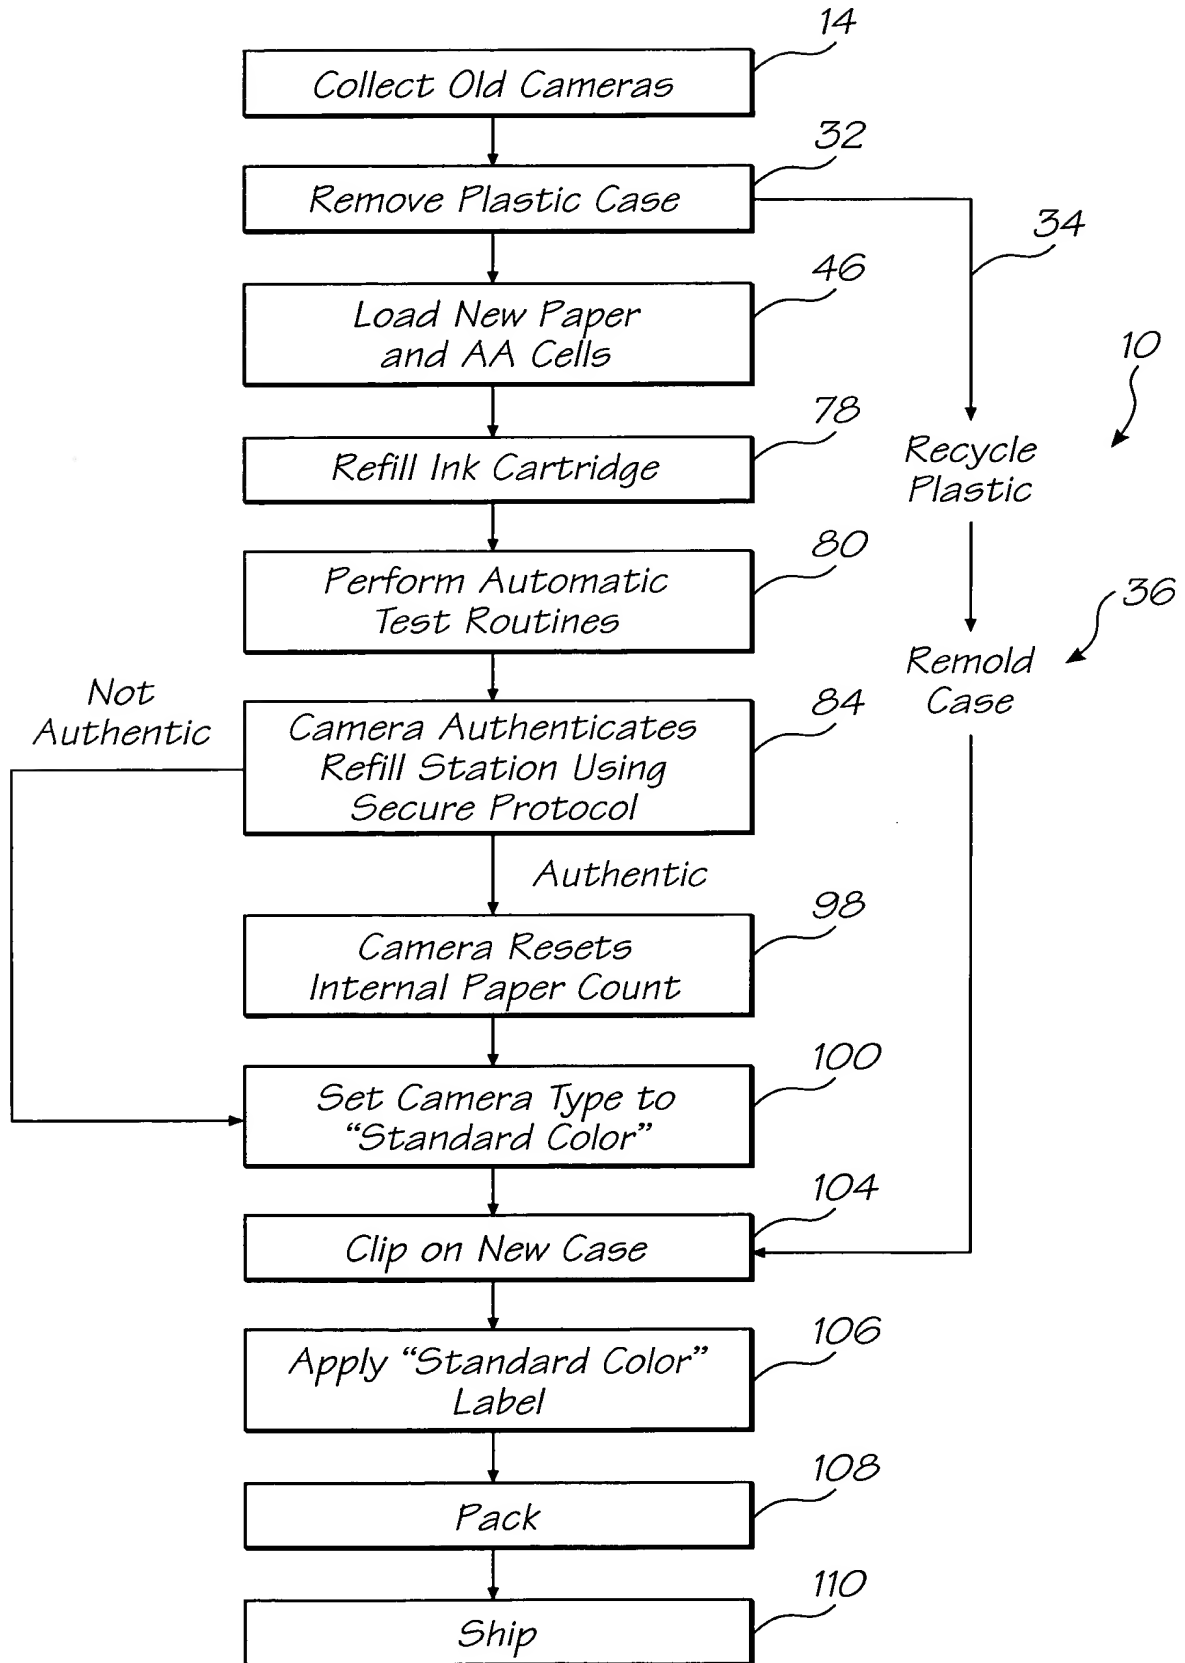 14
Collect Old Cameras
32
Remove Plastic Case
34
46
Load New Paper
and AA Cells
10
78
Refill Ink Cartridge
Recycle
Plastic
80
Perform Automatic
Test Routines
36
Remold
Case
Not
Authentic
84
Camera Authenticates
Refill Station Using
Secure Protocol
Authentic
98
Camera Resets
Internal Paper Count
100
Set Camera Type to
“Standard Color”
104
Clip on New Case
106
Apply “Standard Color”
Label
108
Pack
110
Ship